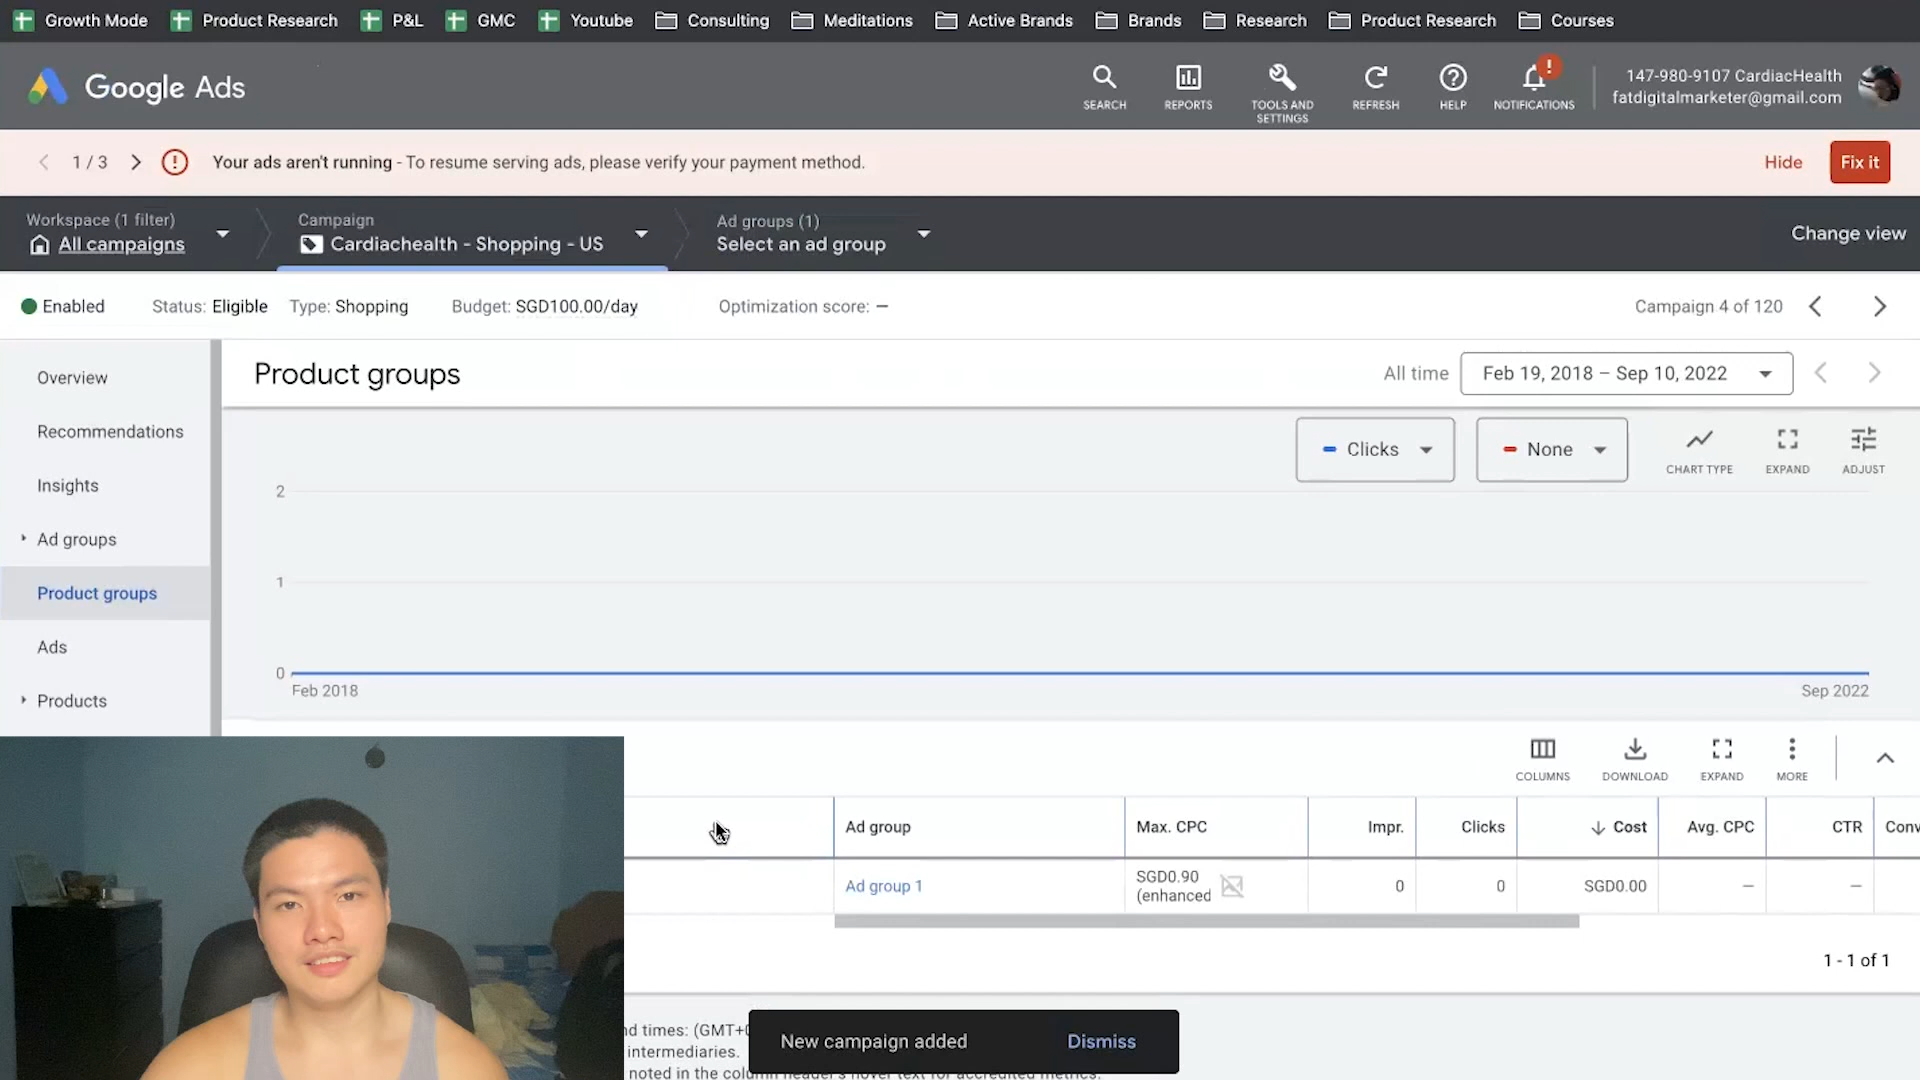 Growth Mode Product Research P&L GMC Youtube Consulting Meditations Active Brands Brands Research Product Research Courses
Google Ads
SEARCH
REPORTS
TOOLS AND SETTINGS
REFRESH
HELP
NOTIFICATIONS
147-980-9107 CardiacHealth
fatdigitalmarketer@gmail.com
1 / 3
Your ads aren't running - To resume serving ads, please verify your payment method.
Hide
Fix it
Workspace (1 filter)
All campaigns
Campaign
Cardiachealth - Shopping - US
Ad groups (1)
Select an ad group
Change view
Enabled Status: Eligible Type: Shopping Budget: SGD100.00/day Optimization score: –
Campaign 4 of 120
Overview
Recommendations
Insights
Ad groups
Product groups
Ads
Products
Product groups
All time
Feb 19, 2018 – Sep 10, 2022
Clicks
None
CHART TYPE
EXPAND
ADJUST
2
1
0
Feb 2018
Sep 2022
COLUMNS
DOWNLOAD
EXPAND
MORE
Ad group Max. CPC Impr. Clicks Cost Avg. CPC CTR Conv
Ad group 1 SGD0.90 (enhanced 0 0 SGD0.00 – –
1 - 1 of 1
nd times: (GMT+
intermediaries.
noted in the
New campaign added
Dismiss